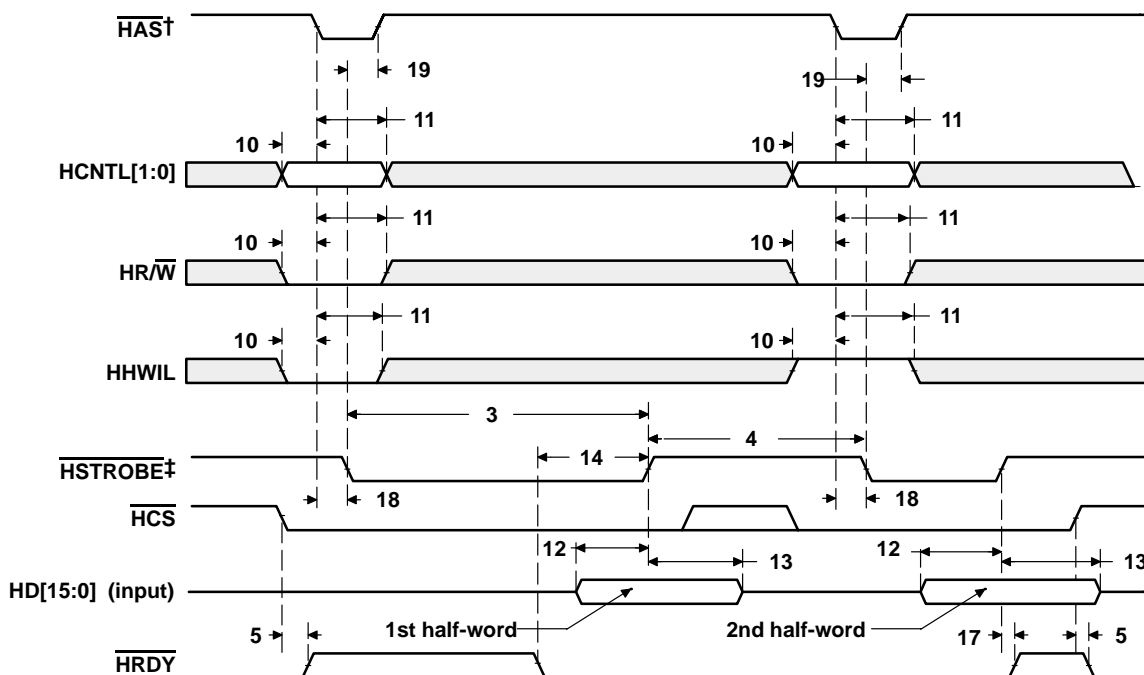 HAS†
19
19
11
11
10
10
HCNTL[1:0]
11
11
10
10
HR/W
11
11
10
10
HHWIL
3
4
14
HSTROBE‡
18
18
HCS
12
13
12
13
HD[15:0] (input)
1st half-word
2nd half-word
5
17
5
HRDY